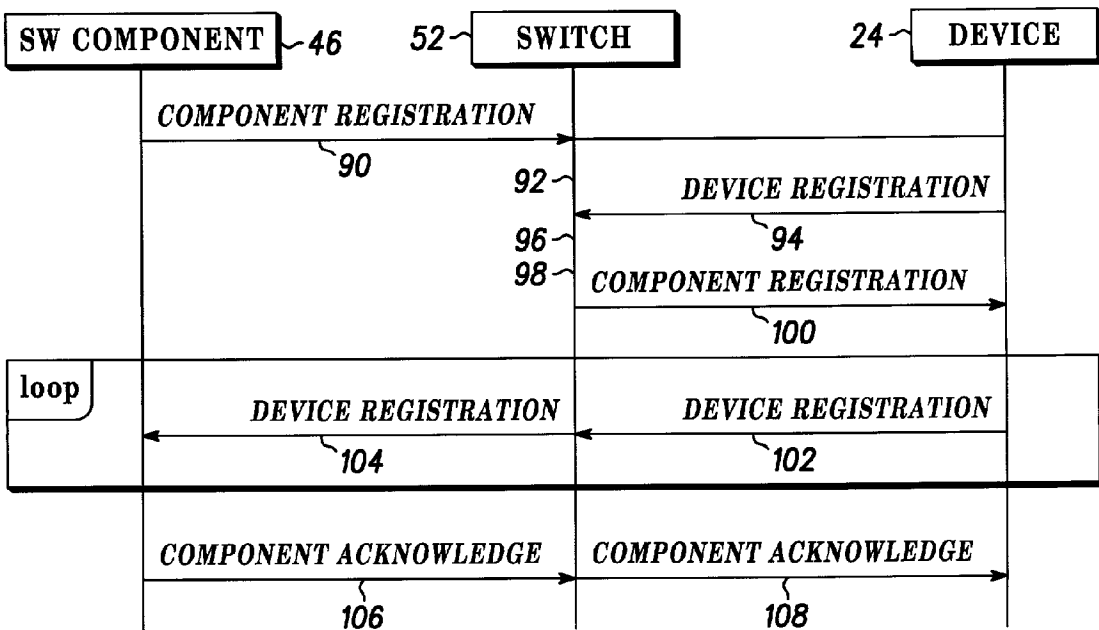 SW COMPONENT 46 52 SWITCH 24 DEVICE
COMPONENT REGISTRATION
90
92 DEVICE REGISTRATION
94
96
98 COMPONENT REGISTRATION
100
loop
DEVICE REGISTRATION DEVICE REGISTRATION
104 102
COMPONENT ACKNOWLEDGE COMPONENT ACKNOWLEDGE
106 108